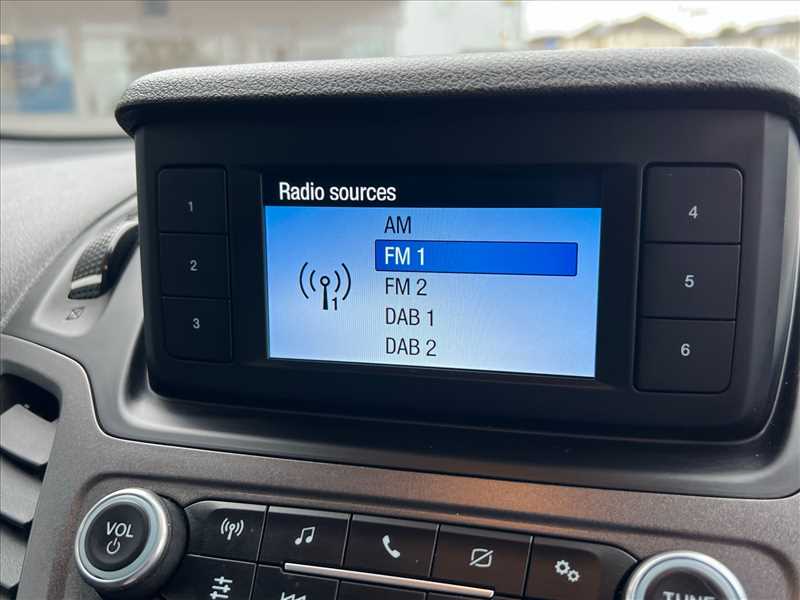 Radio sources
AM
FM 1
FM 2
DAB 1
DAB 2
1
1
2
3
4
5
6
VOL
TUNE